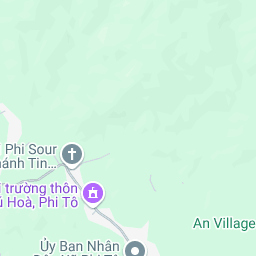 Phi Sour
hánh Tin...
trường thôn
Hoà, Phi Tô
An Village
Ủy Ban Nhân